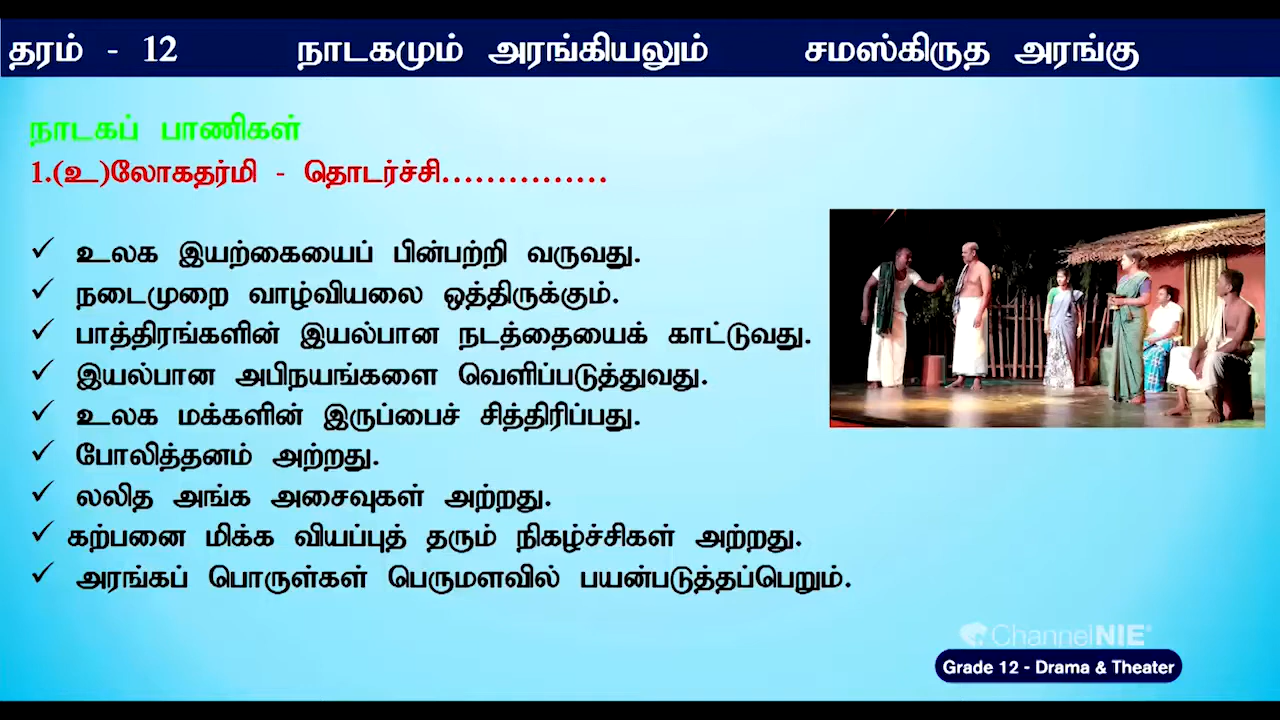 தரம் - 12 நாடகமும் அரங்கியலும் சமஸ்கிருத அரங்கு
நாடகப் பாணிகள்
1.(உ)லோகதர்மி - தொடர்ச்சி...............
✓ உலக இயற்கையைப் பின்பற்றி வருவது.
✓ நடைமுறை வாழ்வியலை ஒத்திருக்கும்.
✓ பாத்திரங்களின் இயல்பான நடத்தையைக் காட்டுவது.
✓ இயல்பான அபிநயங்களை வெளிப்படுத்துவது.
✓ உலக மக்களின் இருப்பைச் சித்திரிப்பது.
✓ போலித்தனம் அற்றது.
✓ லலித அங்க அசைவுகள் அற்றது.
✓ கற்பனை மிக்க வியப்புத் தரும் நிகழ்ச்சிகள் அற்றது.
✓ அரங்கப் பொருள்கள் பெருமளவில் பயன்படுத்தப்பெறும்.
ChannelNIE
Grade 12 - Drama & Theater